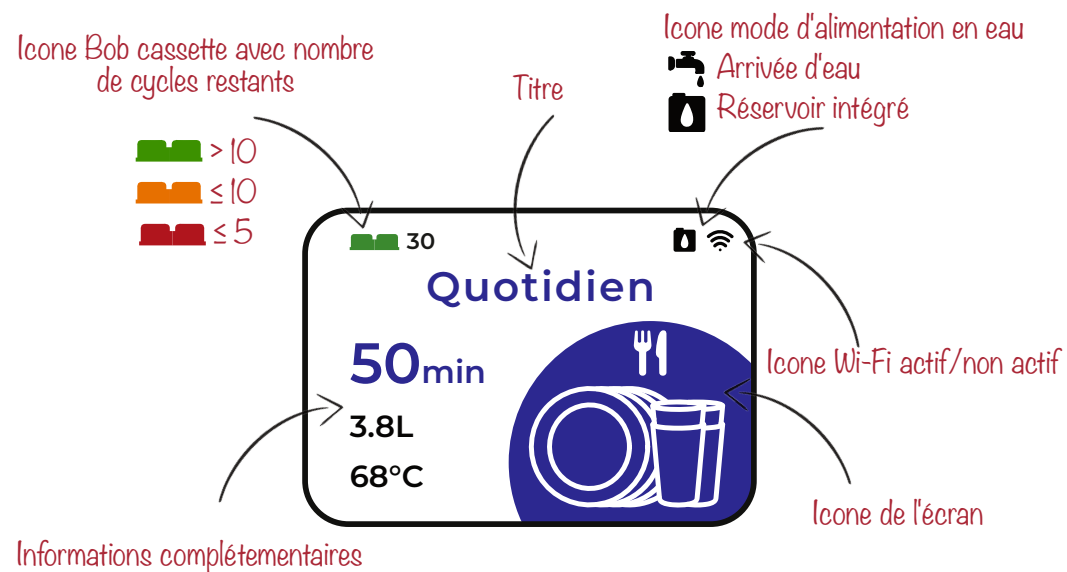 Icone Bob cassette avec nombre
de cycles restants
> 10
≤ 10
≤ 5
Titre
Icone mode d'alimentation en eau
Arrivée d'eau
Réservoir intégré
30
Quotidien
50min
3.8L
68°C
Icone Wi-Fi actif/non actif
Icone de l'écran
Informations complétementaires